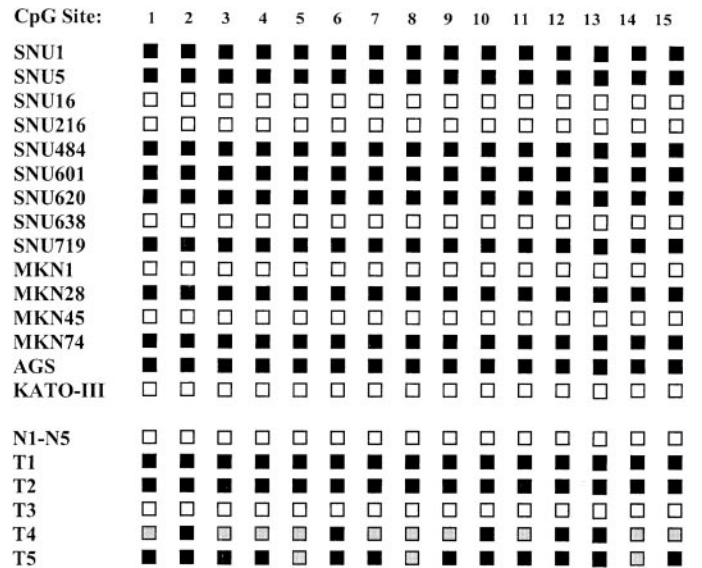 CpG Site: 1 2 3 4 5 6 7 8 9 10 11 12 13 14 15
SNU1
SNU5
SNU16
SNU216
SNU484
SNU601
SNU620
SNU638
SNU719
MKN1
MKN28
MKN45
MKN74
AGS
KATO-III
N1-N5
T1
T2
T3
T4
T5